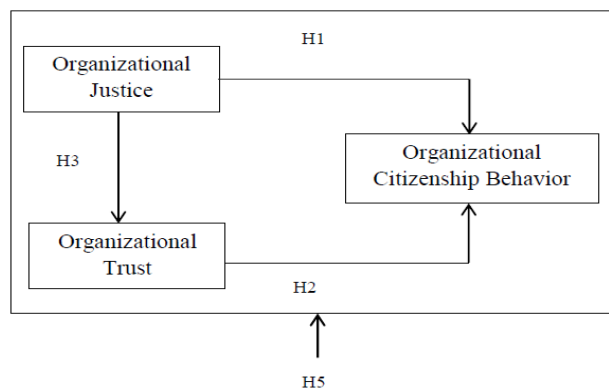 H1
Organizational
Justice
Organizational
Citizenship Behavior
H3
Organizational
Trust
H2
H5